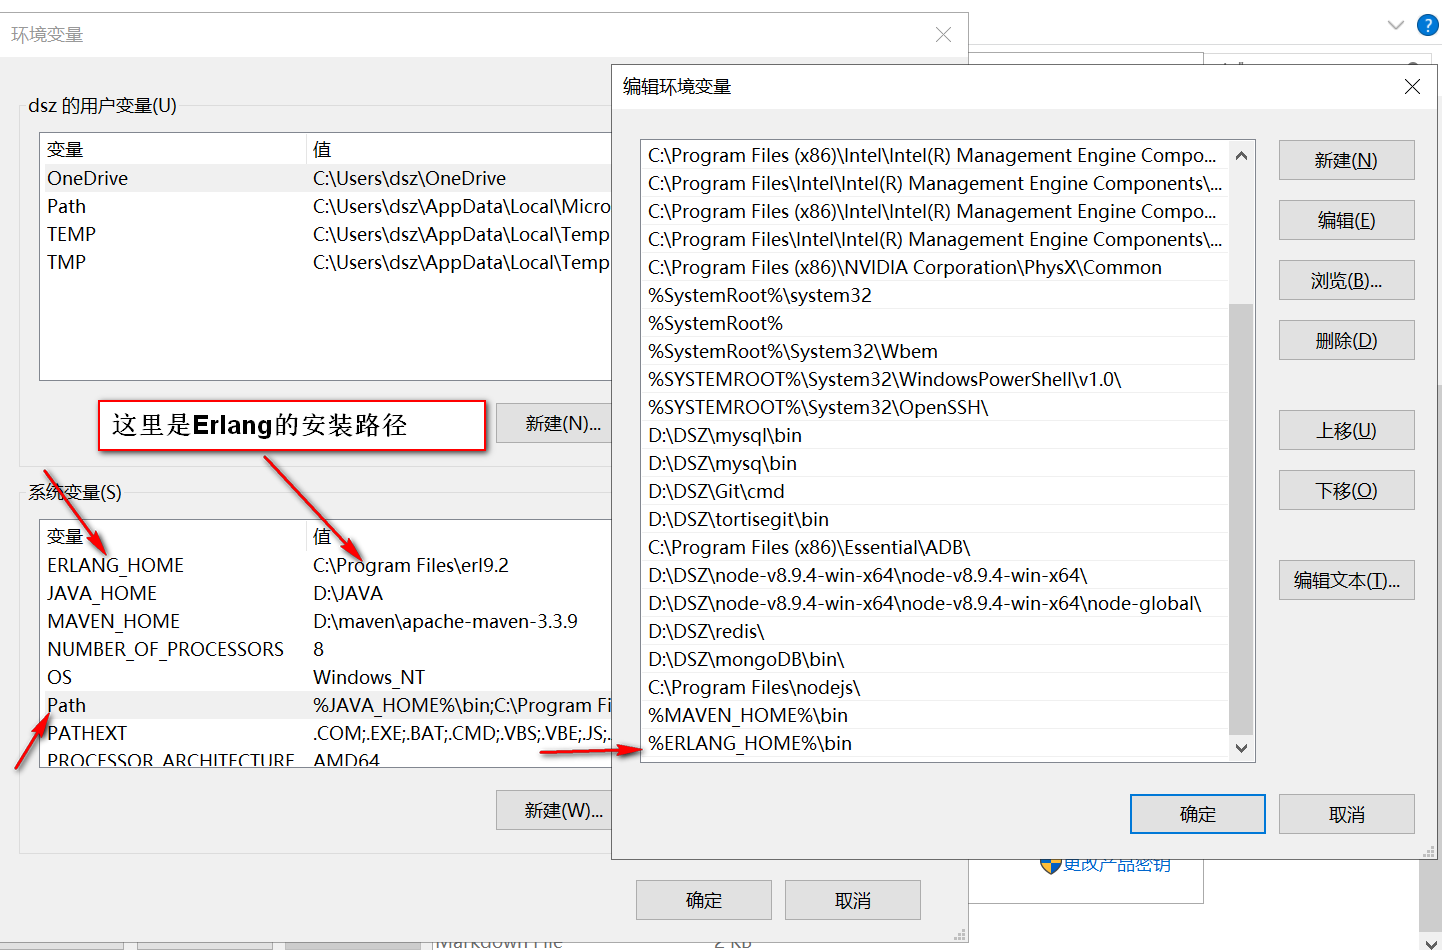 环境变量
dsz 的用户变量(U)
变量 值
OneDrive C:\Users\dsz\OneDrive
Path C:\Users\dsz\AppData\Local\Micro
TEMP C:\Users\dsz\AppData\Local\Temp
TMP C:\Users\dsz\AppData\Local\Temp
这里是Erlang的安装路径
新建(N)...
系统变量(S)
变量 值
ERLANG_HOME C:\Program Files\erl9.2
JAVA_HOME D:\JAVA
MAVEN_HOME D:\maven\apache-maven-3.3.9
NUMBER_OF_PROCESSORS 8
OS Windows_NT
Path %JAVA_HOME%\bin;C:\Program Fi
PATHEXT .COM;.EXE;.BAT;.CMD;.VBS;.VBE;.JS;.
PROCESSOR_ARCHITECTURE AMD64
新建(W)...
确定
取消
编辑环境变量
C:\Program Files (x86)\Intel\Intel(R) Management Engine Compo...
C:\Program Files\Intel\Intel(R) Management Engine Components\...
C:\Program Files (x86)\Intel\Intel(R) Management Engine Compo...
C:\Program Files\Intel\Intel(R) Management Engine Components\...
C:\Program Files (x86)\NVIDIA Corporation\PhysX\Common
%SystemRoot%\system32
%SystemRoot%
%SystemRoot%\System32\Wbem
%SYSTEMROOT%\System32\WindowsPowerShell\v1.0\
%SYSTEMROOT%\System32\OpenSSH\
D:\DSZ\mysql\bin
D:\DSZ\mysq\bin
D:\DSZ\Git\cmd
D:\DSZ\tortisegit\bin
C:\Program Files (x86)\Essential\ADB\
D:\DSZ\node-v8.9.4-win-x64\node-v8.9.4-win-x64\
D:\DSZ\node-v8.9.4-win-x64\node-v8.9.4-win-x64\node-global\
D:\DSZ\redis\
D:\DSZ\mongoDB\bin\
C:\Program Files\nodejs\
%MAVEN_HOME%\bin
%ERLANG_HOME%\bin
新建(N)
编辑(E)
浏览(B)...
删除(D)
上移(U)
下移(O)
编辑文本(T)...
确定
取消
更改产品密钥
Markdown File 2 KB